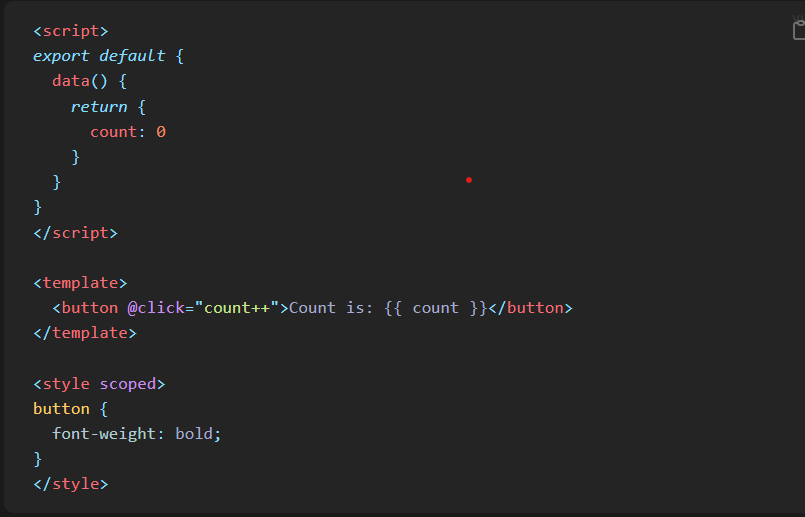 <script>
export default {
  data() {
    return {
      count: 0
    }
  }
}
</script>

<template>
  <button @click="count++">Count is: {{ count }}</button>
</template>

<style scoped>
button {
  font-weight: bold;
}
</style>